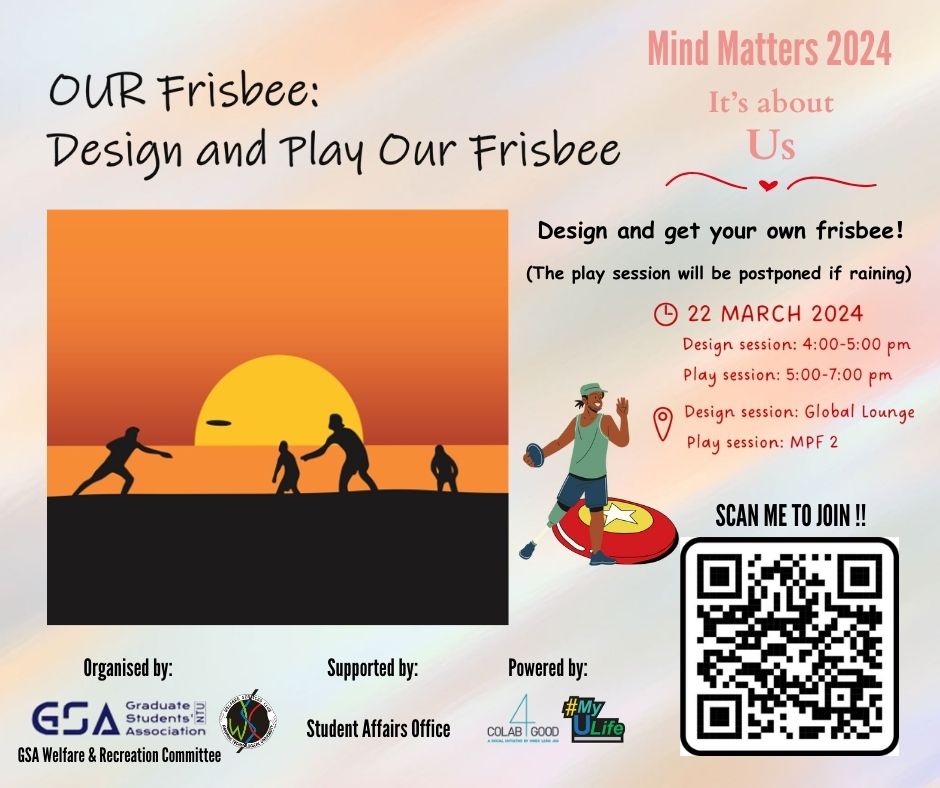 Mind Matters 2024
It's about
Us
OUR Frisbee:
Design and Play Our Frisbee
Design and get your own frisbee!
(The play session will be postponed if raining)
22 MARCH 2024
Design session: 4:00-5:00 pm
Play session: 5:00-7:00 pm
Design session: Global Lounge
Play session: MPF 2
SCAN ME TO JOIN !!
Organised by:
GSA Graduate Students' Association NTU
GSA Welfare & Recreation Committee
Supported by:
Student Affairs Office
Powered by:
COLAB 4 GOOD
#My
ULife